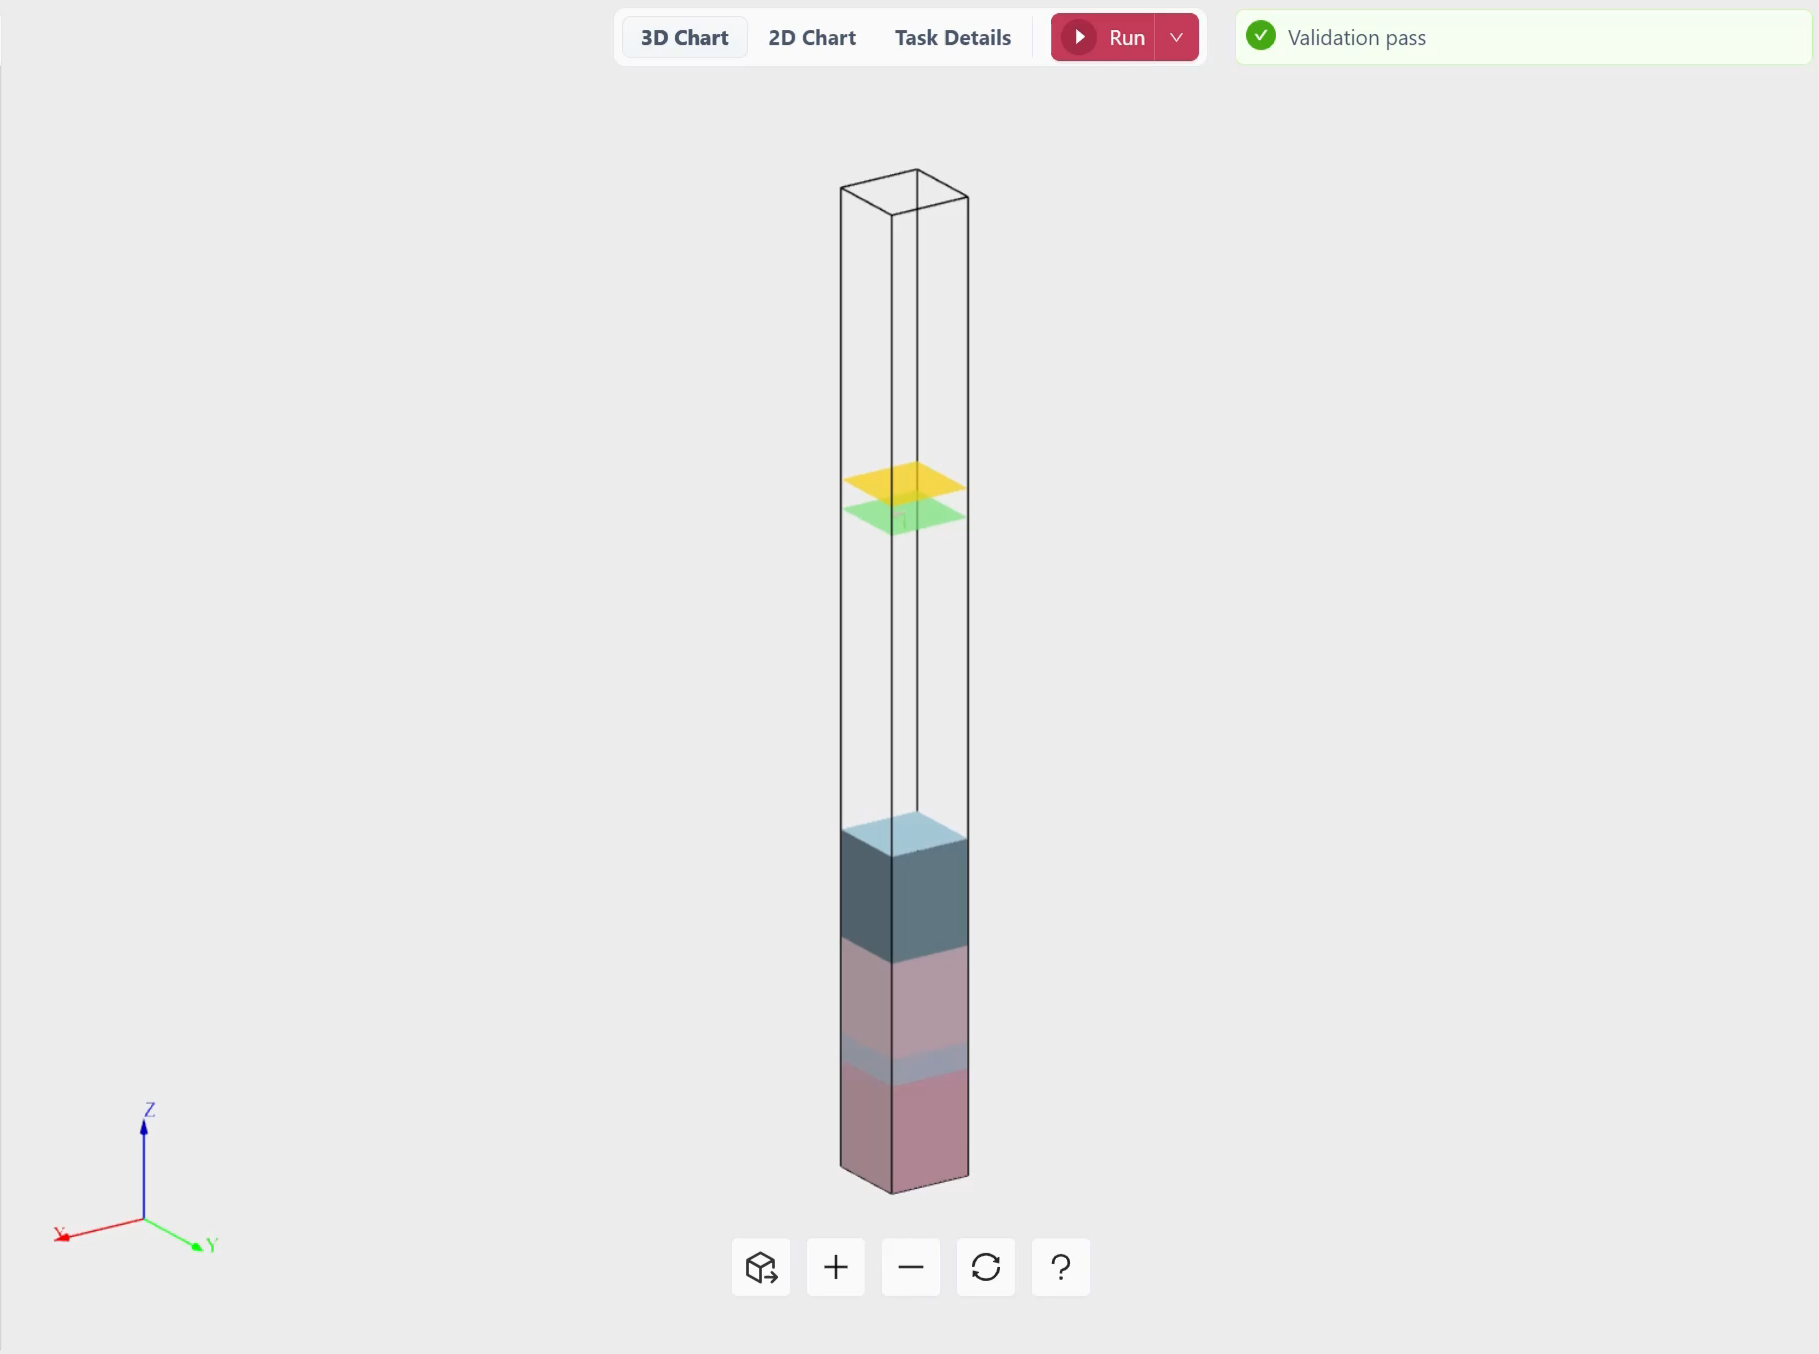 3D Chart
2D Chart
Task Details
Run
Validation pass
Z
X
Y